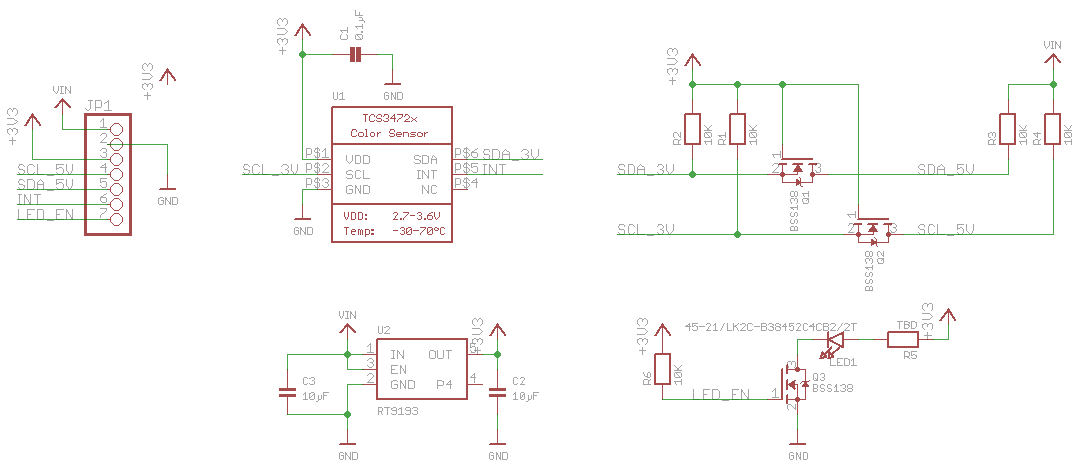 +3V3
VIN
+3V3
JP1
1
2
3
4
5
6
7
SCL_5V
SDA_5V
INT
LED_EN
GND
+3V3
C1
0.1µF
GND
U1
TCS3472x
Color Sensor
P$1 VDD SDA P$6 SDA_3V
SCL_3V P$2 SCL INT P$5 INT
P$3 GND NC P$4
VDD: 2.7-3.6V
Temp: -30-70°C
GND
+3V3
VIN
R2
10K
R1
10K
R3
10K
R4
10K
SDA_3V
1
2
3
BSS138
Q1
SDA_5V
SCL_3V
1
2
3
BSS138
Q2
SCL_5V
VIN
U2
+3V3
1 IN OUT 5
3 EN
2 GND P4 4
RT9193
C3
10µF
C2
10µF
GND
GND
+3V3
45-21/LK2C-B38452C4CB2/2T
TBD
+3V3
R5
LED1
R6
10K
LED_EN
1
3
2
Q3
BSS138
GND